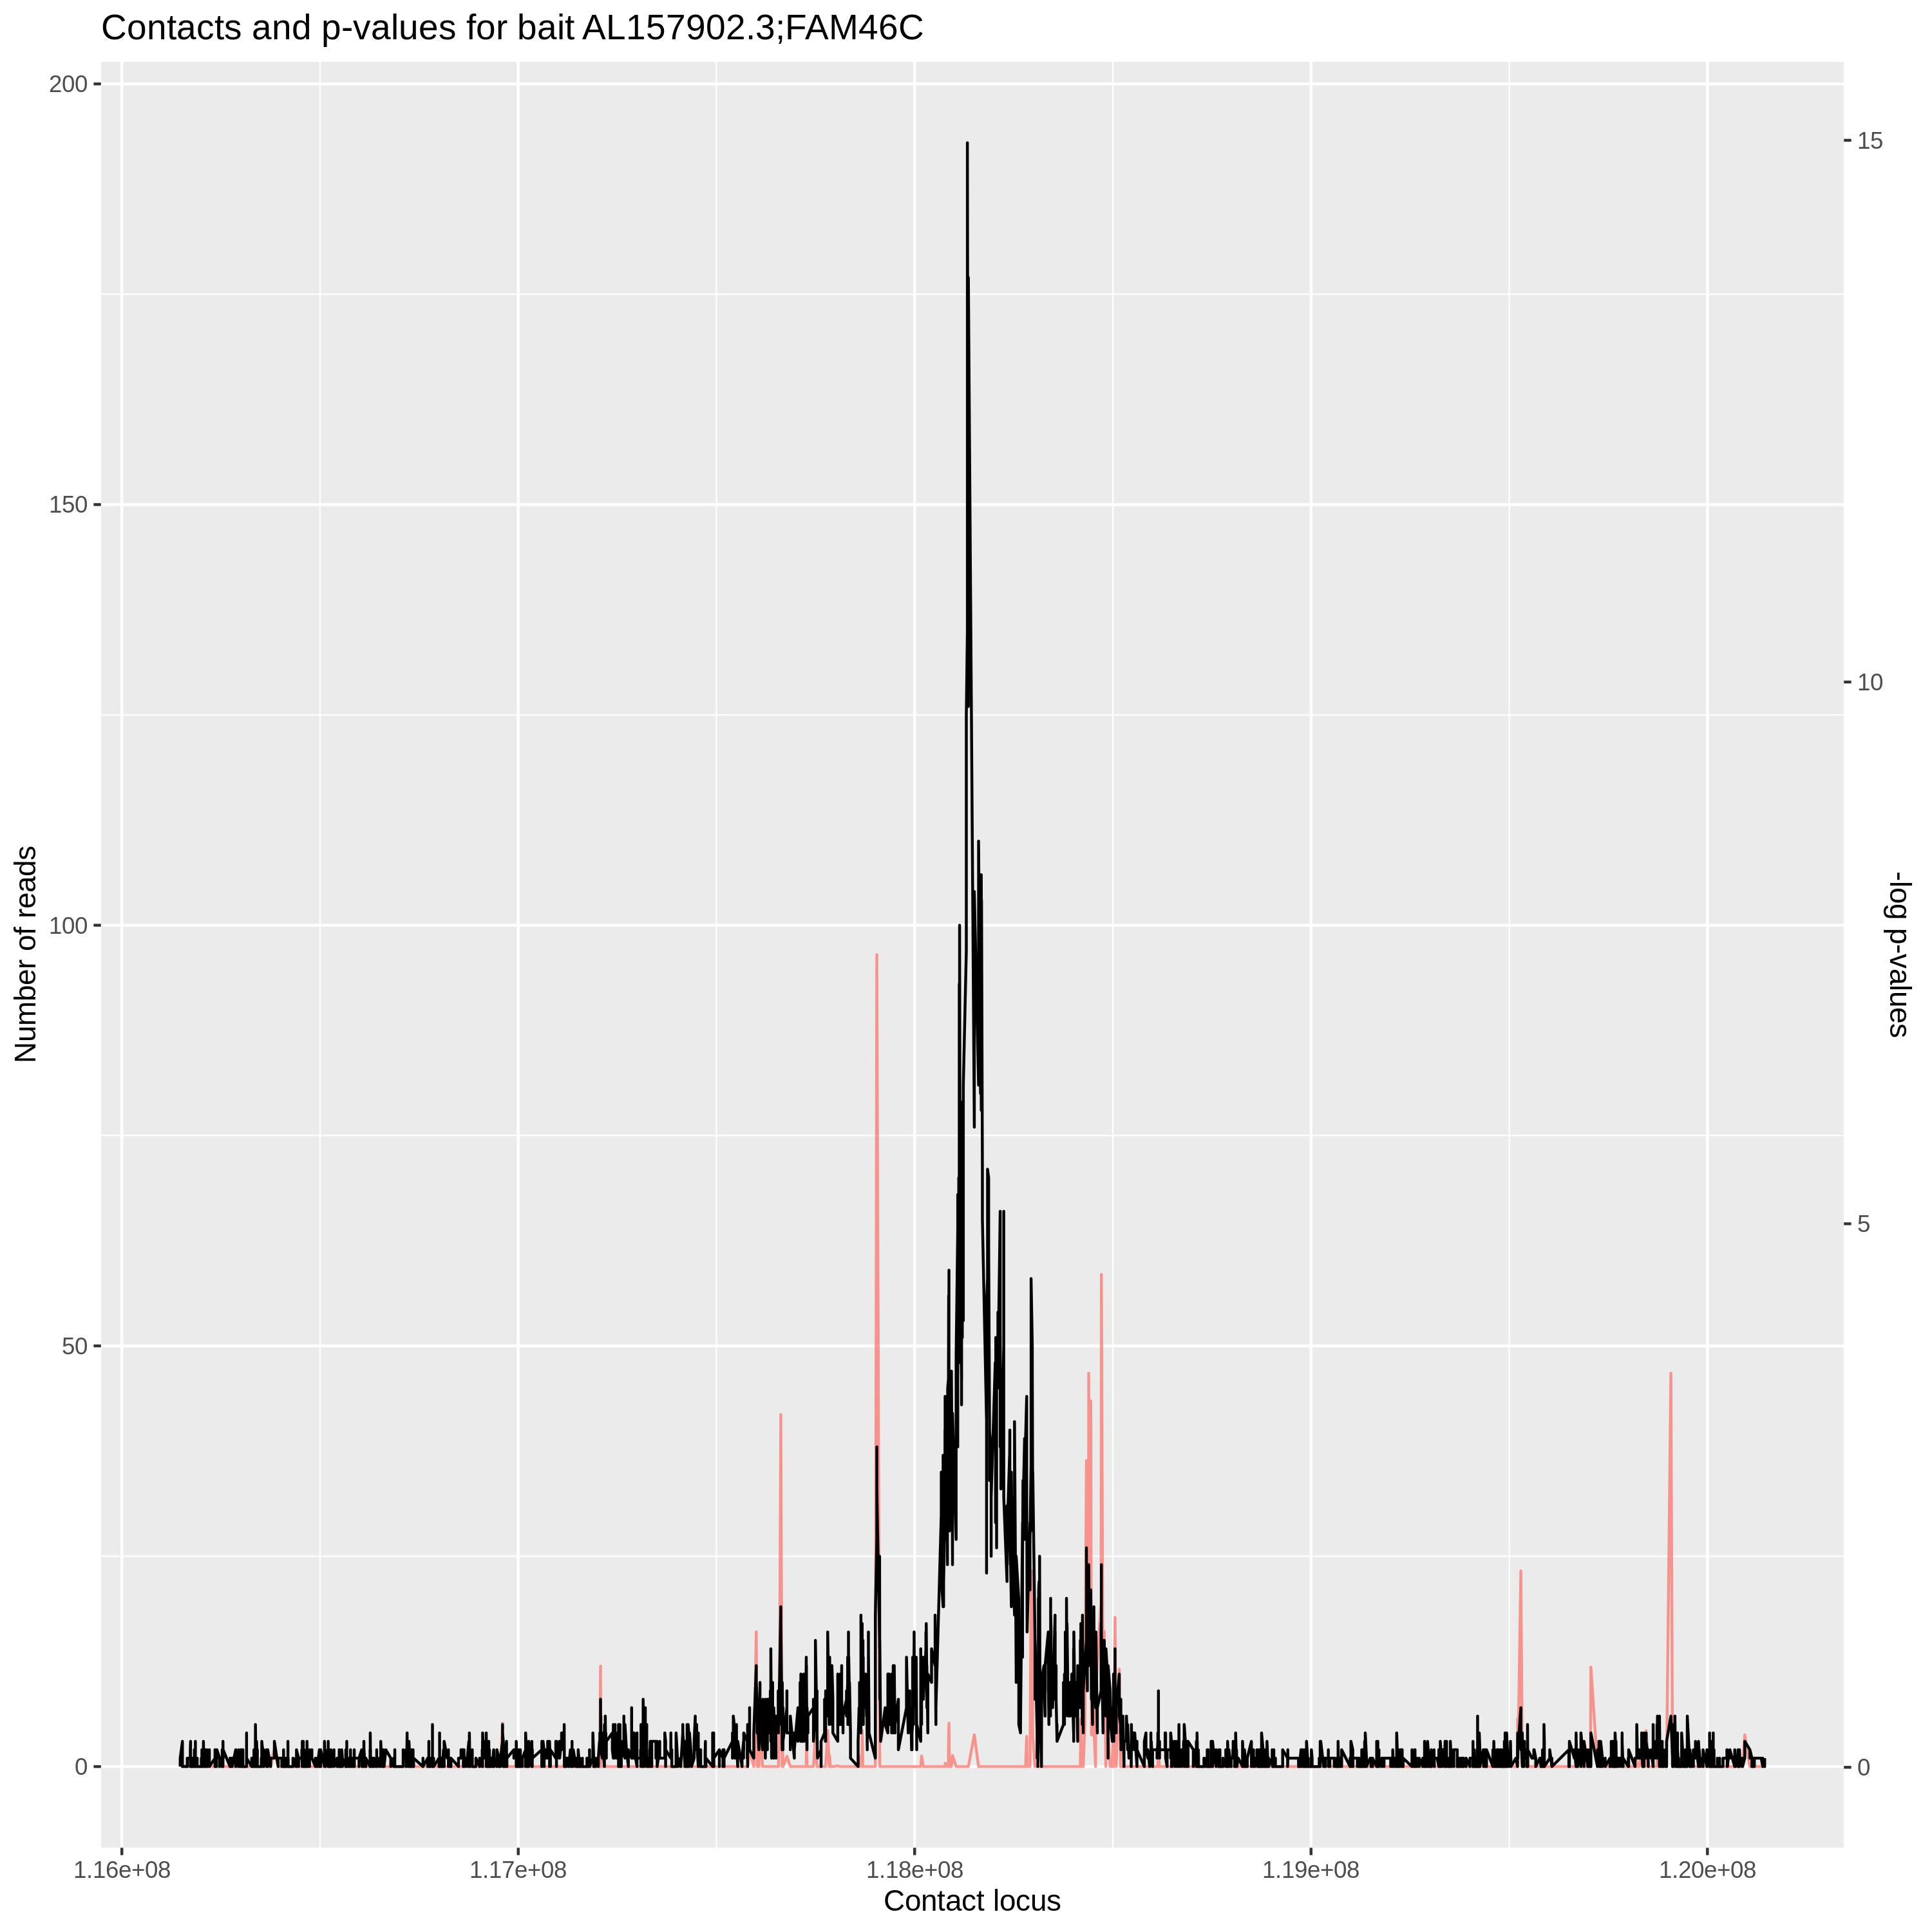 Contacts and p-values for bait AL157902.3;FAM46C
200
150
100
50
0
Number of reads
15
10
5
0
-log p-values
1.16e+08 1.17e+08 1.18e+08 1.19e+08 1.20e+08
Contact locus